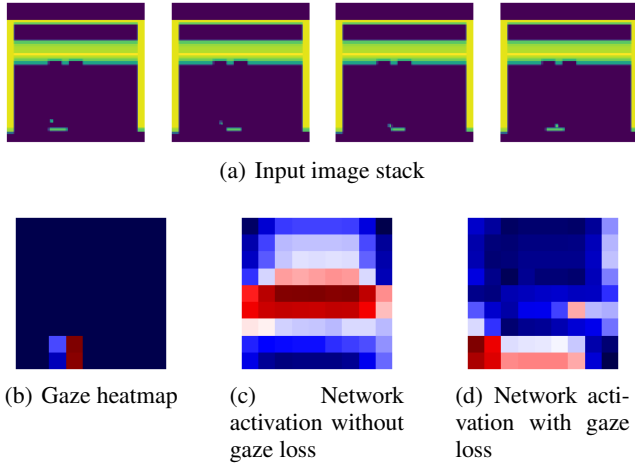 (a) Input image stack
(b) Gaze heatmap
(c) Network
activation without
gaze loss
(d) Network acti-
vation with gaze
loss